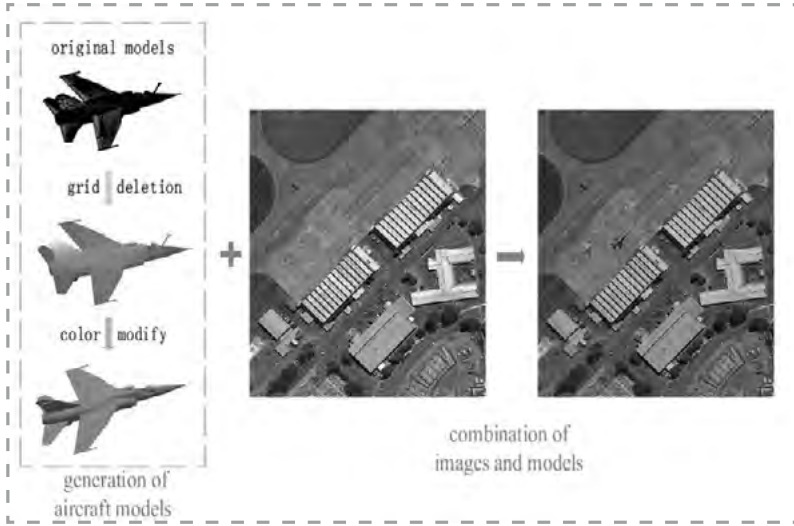 original models
grid deletion
color modify
generation of
aircraft models
combination of
images and models